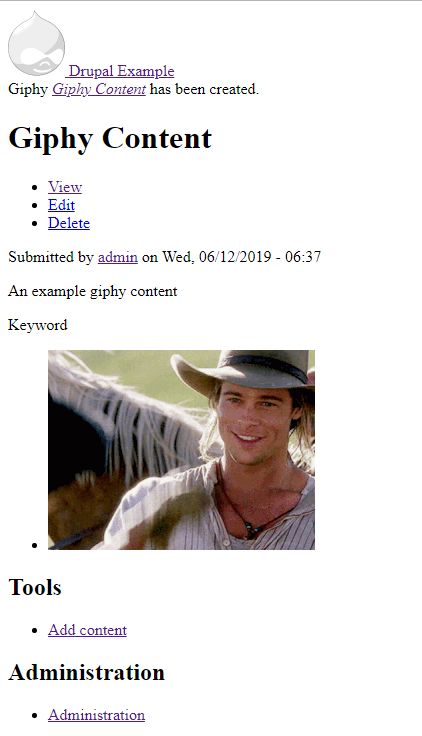 Drupal Example
Giphy Giphy Content has been created.
Giphy Content
View
Edit
Delete
Submitted by admin on Wed, 06/12/2019 - 06:37
An example giphy content
Keyword
Tools
Add content
Administration
Administration